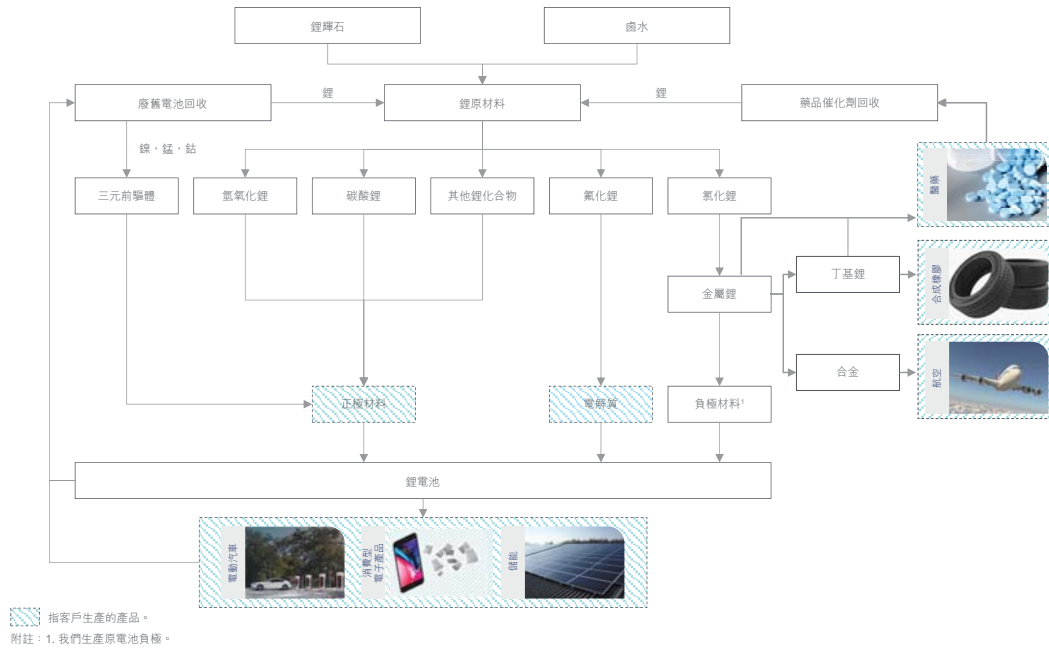 鋰輝石
鹵水
廢舊電池回收
鋰
鋰原材料
鋰
藥品催化劑回收
鎳、錳、鈷
醫藥
三元前驅體
氫氧化鋰
碳酸鋰
其他鋰化合物
氟化鋰
氯化鋰
丁基鋰
合成橡膠
金屬鋰
合金
航空
正極材料
電解質
負極材料¹
鋰電池
電動汽車
消費型
電子產品
儲能
指客戶生產的產品。
附註：1. 我們生產原電池負極。